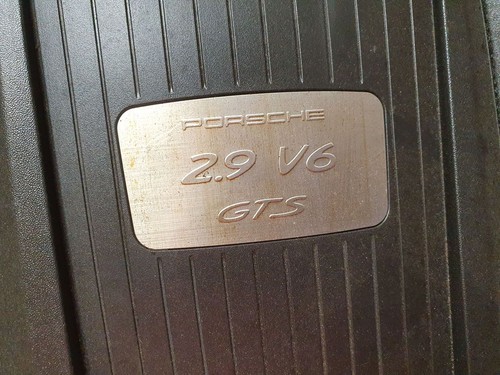 PORSCHE
2.9 V6
GTS